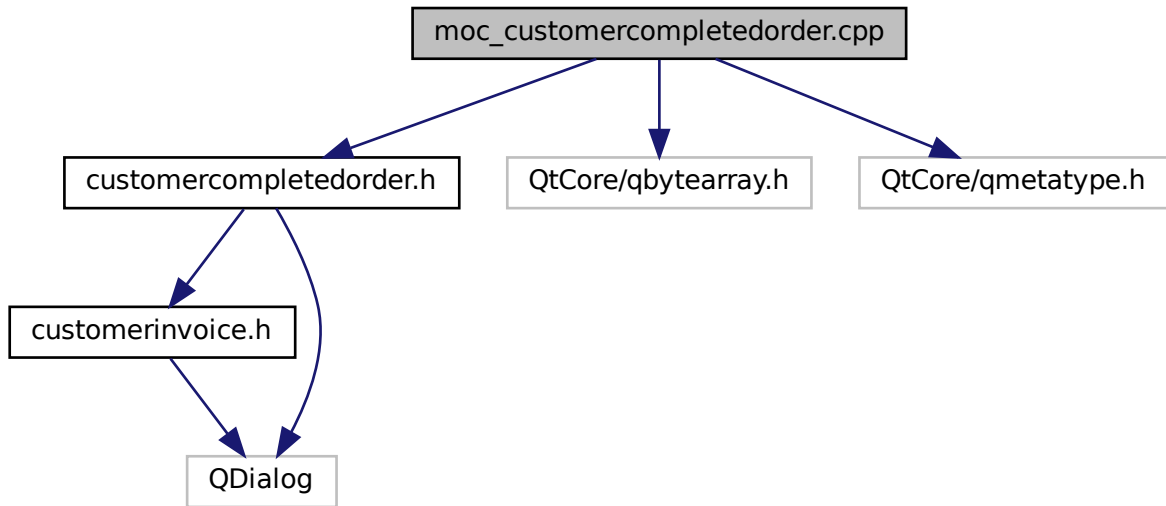 moc_customercompletedorder.cpp
customercompletedorder.h
QtCore/qbytearray.h
QtCore/qmetatype.h
customerinvoice.h
QDialog